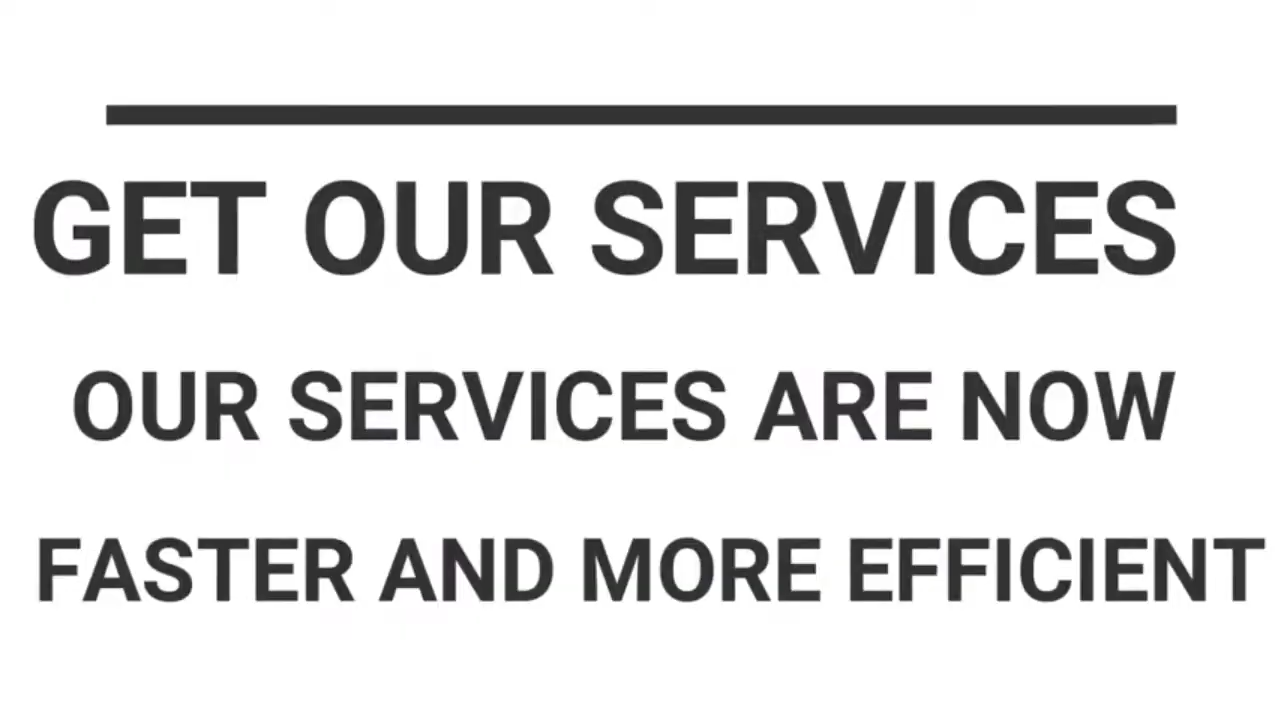 GET OUR SERVICES
OUR SERVICES ARE NOW
FASTER AND MORE EFFICIENT